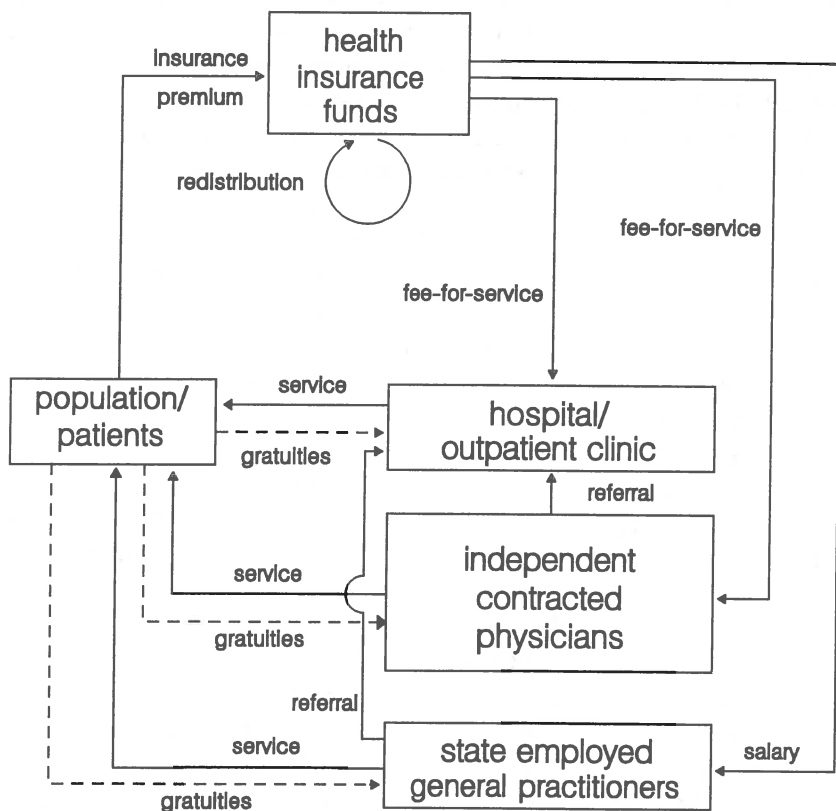 health
insurance
funds
insurance
premium
redistribution
fee-for-service
fee-for-service
population/
patients
service
gratuities
hospital/
outpatient clinic
referral
independent
contracted
physicians
service
gratuities
referral
state employed
general practitioners
service
gratuities
salary